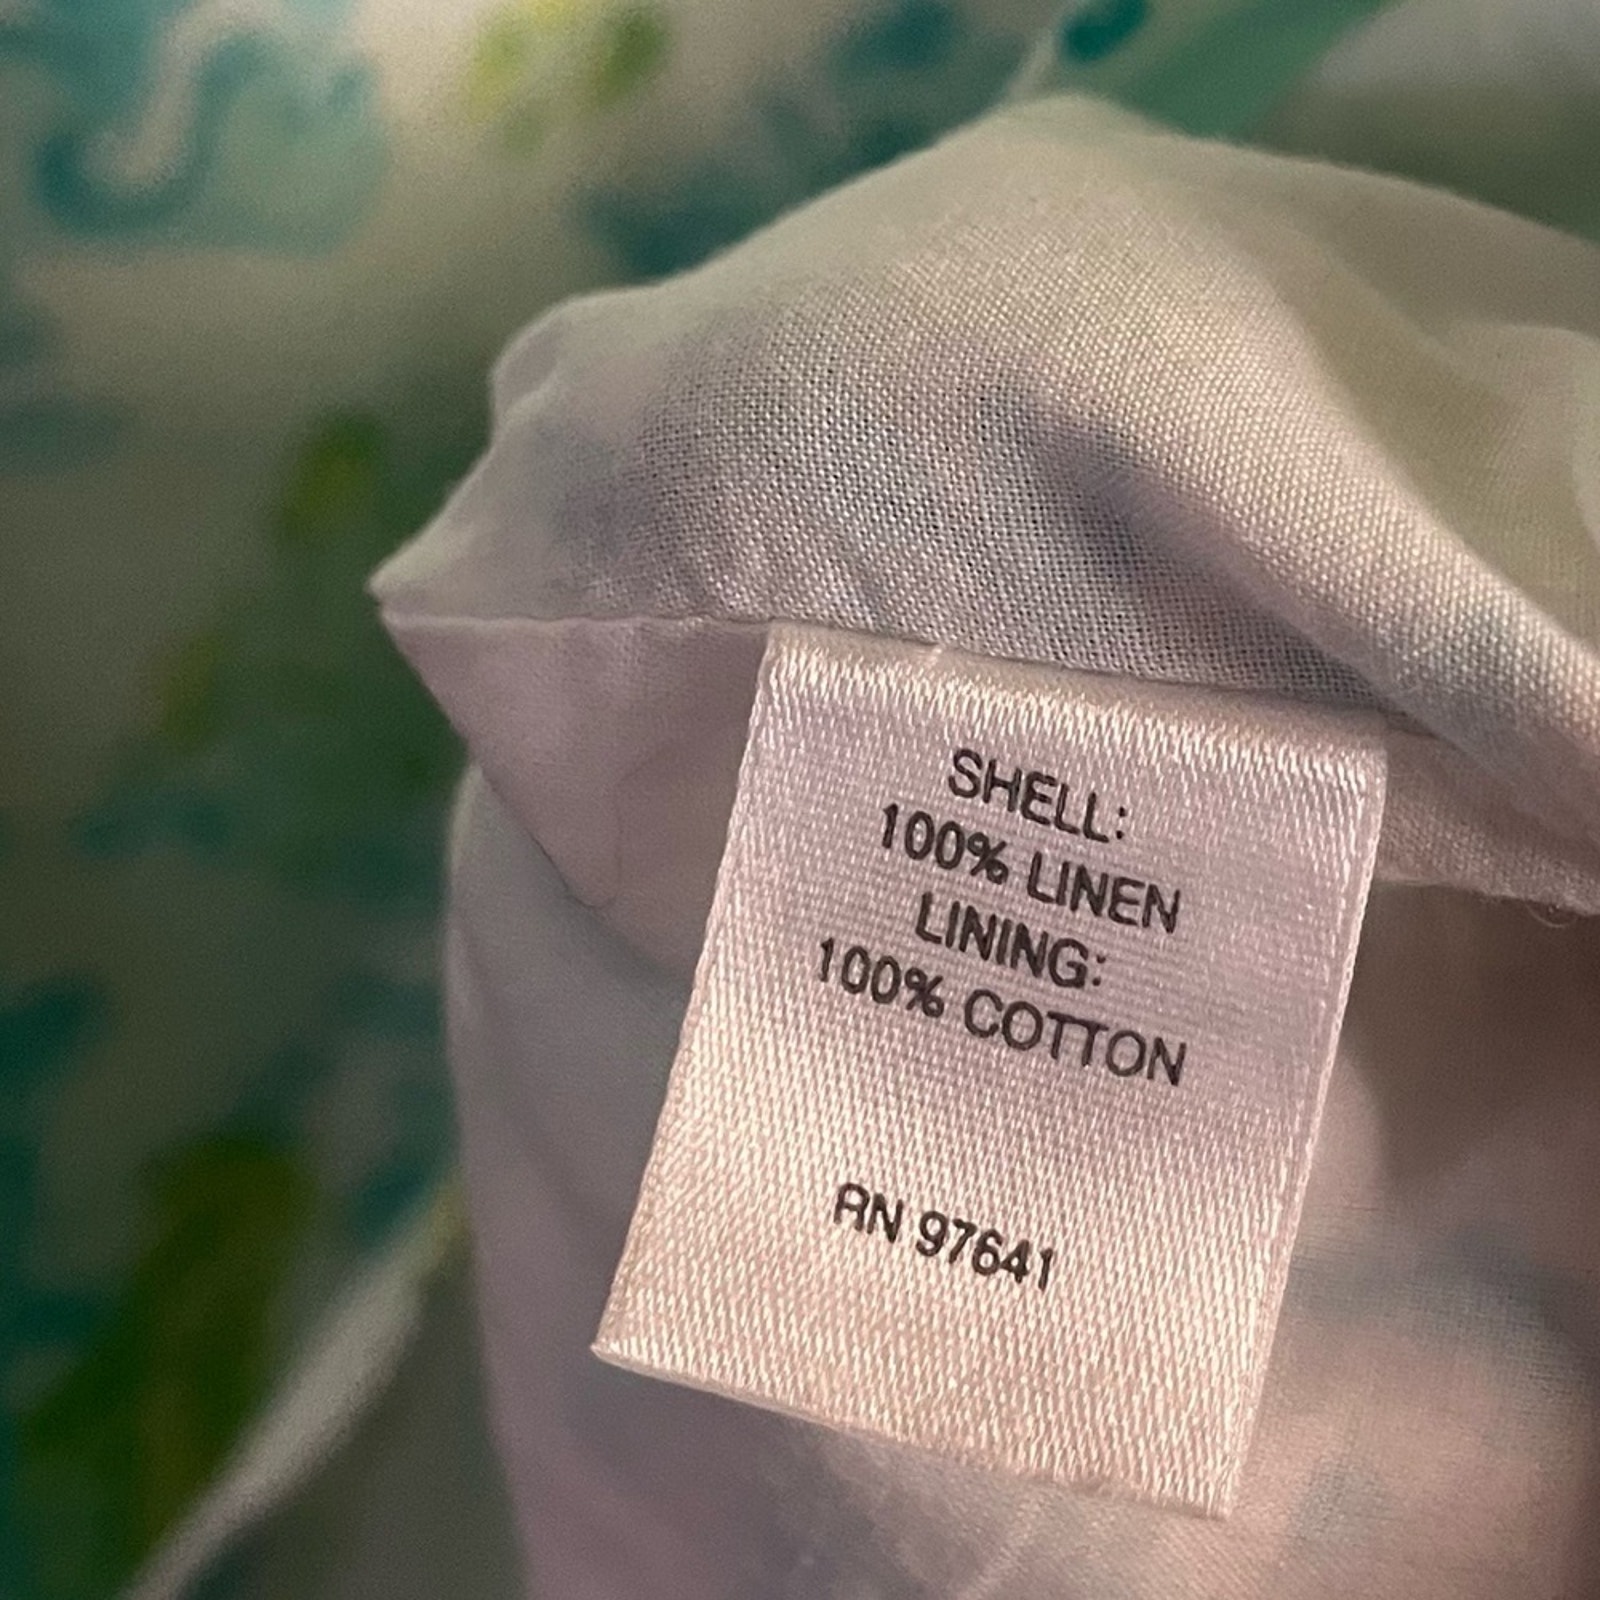 SHELL:
100% LINEN
LINING:
100% COTTON
RN 97641